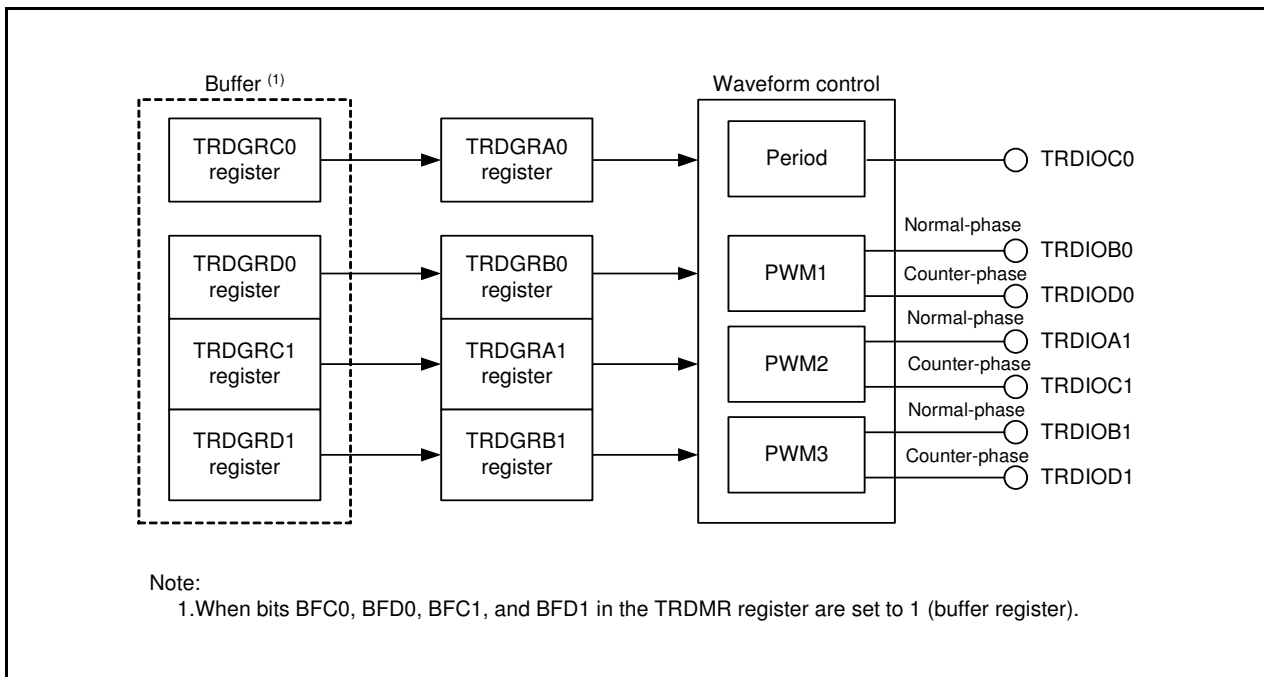 Buffer (1)
Waveform control
TRDGRC0
register
TRDGRA0
register
Period
TRDIOC0
TRDGRD0
register
TRDGRB0
register
PWM1
Normal-phase
TRDIOB0
Counter-phase
TRDIOD0
TRDGRC1
register
TRDGRA1
register
PWM2
Normal-phase
TRDIOA1
Counter-phase
TRDIOC1
TRDGRD1
register
TRDGRB1
register
PWM3
Normal-phase
TRDIOB1
Counter-phase
TRDIOD1
Note:
1.When bits BFC0, BFD0, BFC1, and BFD1 in the TRDMR register are set to 1 (buffer register).